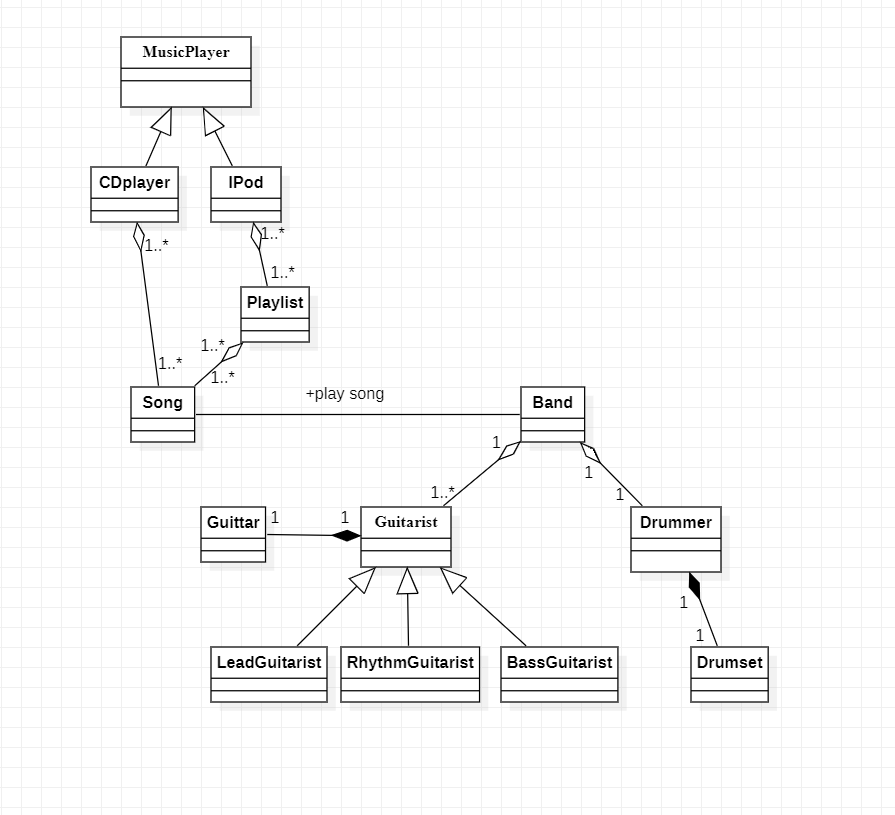 MusicPlayer
CDplayer
IPod
1..*
1..*
1..*
Playlist
1..*
1..*
1..*
Song
+play song
Band
1
1
1..*
1
Guittar
1
1
Guitarist
Drummer
1
1
LeadGuitarist
RhythmGuitarist
BassGuitarist
Drumset